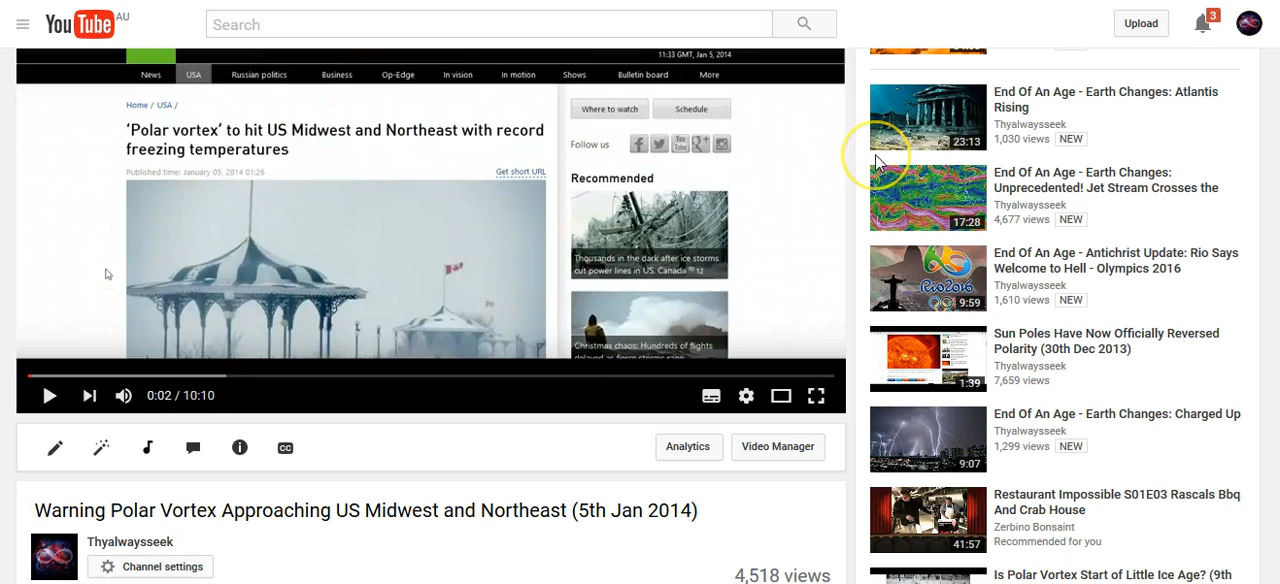 YouTube AU
Search
Upload
3
11:33 GMT, Jan 5, 2014
News USA Russian politics Business Op-Edge In vision In motion Shows Bulletin board More
Home / USA /
'Polar vortex' to hit US Midwest and Northeast with record
freezing temperatures
Published time: January 05, 2014 01:26
Get short URL
Where to watch Schedule
Follow us
Recommended
Thousands in the dark after ice storms
cut power lines in US, Canada 12
Christmas chaos: Hundreds of flights
delayed as fierce storms rage
0:02 / 10:10
CC
Analytics Video Manager
Warning Polar Vortex Approaching US Midwest and Northeast (5th Jan 2014)
Thyalwaysseek
Channel settings
4,518 views
End Of An Age - Earth Changes: Atlantis
Rising
Thyalwaysseek
1,030 views NEW
23:13
End Of An Age - Earth Changes:
Unprecedented! Jet Stream Crosses the
Thyalwaysseek
4,677 views NEW
17:28
End Of An Age - Antichrist Update: Rio Says
Welcome to Hell - Olympics 2016
Thyalwaysseek
1,610 views NEW
Rio2016
9:59
Sun Poles Have Now Officially Reversed
Polarity (30th Dec 2013)
Thyalwaysseek
7,659 views
1:39
End Of An Age - Earth Changes: Charged Up
Thyalwaysseek
1,299 views NEW
9:07
Restaurant Impossible S01E03 Rascals Bbq
And Crab House
Zerbino Bonsaint
Recommended for you
41:57
Is Polar Vortex Start of Little Ice Age? (9th